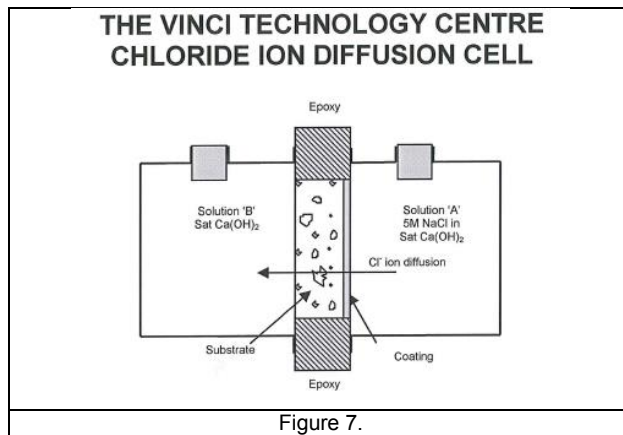 THE VINCI TECHNOLOGY CENTRE
CHLORIDE ION DIFFUSION CELL
Epoxy
Solution 'B'
Sat Ca(OH)₂
Solution 'A'
5M NaCl in
Sat Ca(OH)₂
Cl⁻ ion diffusion
Substrate
Coating
Epoxy
Figure 7.